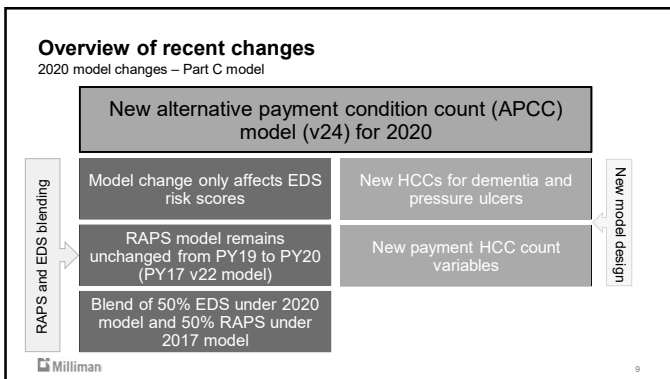 Overview of recent changes
2020 model changes – Part C model
New alternative payment condition count (APCC)
model (v24) for 2020
RAPS and EDS blending
Model change only affects EDS
risk scores
RAPS model remains
unchanged from PY19 to PY20
(PY17 v22 model)
Blend of 50% EDS under 2020
model and 50% RAPS under
2017 model
New HCCs for dementia and
pressure ulcers
New payment HCC count
variables
New model design
Milliman
9